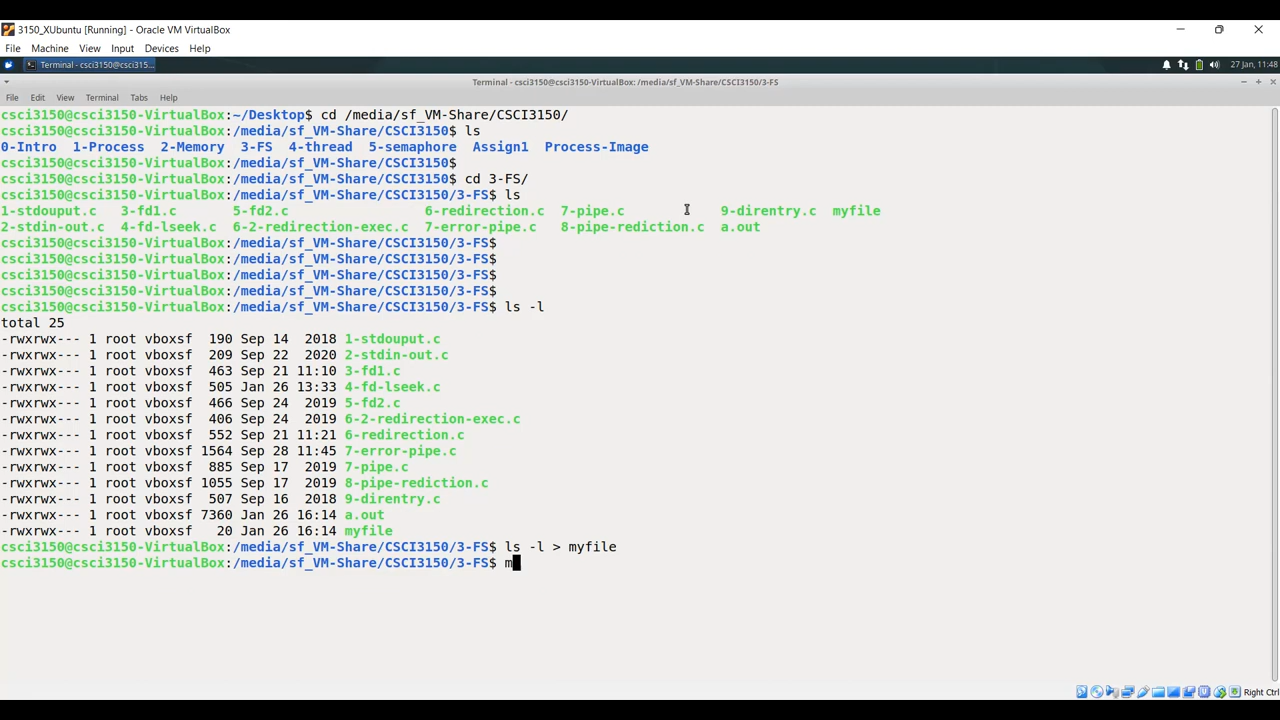 3150_XUbuntu [Running] - Oracle VM VirtualBox
File Machine View Input Devices Help
Terminal - csci3150@csci315... 27 Jan, 11:48
Terminal - csci3150@csci3150-VirtualBox: /media/sf_VM-Share/CSCI3150/3-FS
File Edit View Terminal Tabs Help
csci3150@csci3150-VirtualBox:~/Desktop$ cd /media/sf_VM-Share/CSCI3150/
csci3150@csci3150-VirtualBox:/media/sf_VM-Share/CSCI3150$ ls
0-Intro 1-Process 2-Memory 3-FS 4-thread 5-semaphore Assign1 Process-Image
csci3150@csci3150-VirtualBox:/media/sf_VM-Share/CSCI3150$
csci3150@csci3150-VirtualBox:/media/sf_VM-Share/CSCI3150$ cd 3-FS/
csci3150@csci3150-VirtualBox:/media/sf_VM-Share/CSCI3150/3-FS$ ls
1-stdouput.c 3-fd1.c 5-fd2.c 6-redirection.c 7-pipe.c 9-direntry.c myfile
2-stdin-out.c 4-fd-lseek.c 6-2-redirection-exec.c 7-error-pipe.c 8-pipe-rediction.c a.out
csci3150@csci3150-VirtualBox:/media/sf_VM-Share/CSCI3150/3-FS$
csci3150@csci3150-VirtualBox:/media/sf_VM-Share/CSCI3150/3-FS$
csci3150@csci3150-VirtualBox:/media/sf_VM-Share/CSCI3150/3-FS$
csci3150@csci3150-VirtualBox:/media/sf_VM-Share/CSCI3150/3-FS$
csci3150@csci3150-VirtualBox:/media/sf_VM-Share/CSCI3150/3-FS$ ls -l
total 25
-rwxrwx--- 1 root vboxsf 190 Sep 14 2018 1-stdouput.c
-rwxrwx--- 1 root vboxsf 209 Sep 22 2020 2-stdin-out.c
-rwxrwx--- 1 root vboxsf 463 Sep 21 11:10 3-fd1.c
-rwxrwx--- 1 root vboxsf 505 Jan 26 13:33 4-fd-lseek.c
-rwxrwx--- 1 root vboxsf 466 Sep 24 2019 5-fd2.c
-rwxrwx--- 1 root vboxsf 406 Sep 24 2019 6-2-redirection-exec.c
-rwxrwx--- 1 root vboxsf 552 Sep 21 11:21 6-redirection.c
-rwxrwx--- 1 root vboxsf 1564 Sep 28 11:45 7-error-pipe.c
-rwxrwx--- 1 root vboxsf 885 Sep 17 2019 7-pipe.c
-rwxrwx--- 1 root vboxsf 1055 Sep 17 2019 8-pipe-rediction.c
-rwxrwx--- 1 root vboxsf 507 Sep 16 2018 9-direntry.c
-rwxrwx--- 1 root vboxsf 7360 Jan 26 16:14 a.out
-rwxrwx--- 1 root vboxsf 20 Jan 26 16:14 myfile
csci3150@csci3150-VirtualBox:/media/sf_VM-Share/CSCI3150/3-FS$ ls -l > myfile
csci3150@csci3150-VirtualBox:/media/sf_VM-Share/CSCI3150/3-FS$ m
Right Ctrl